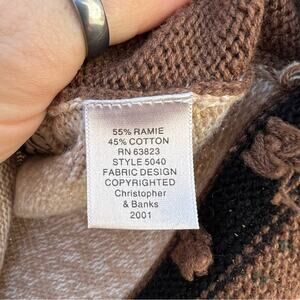 55% RAMIE
45% COTTON
RN 63823
STYLE 5040
FABRIC DESIGN
COPYRIGHTED
Christopher
& Banks
2001